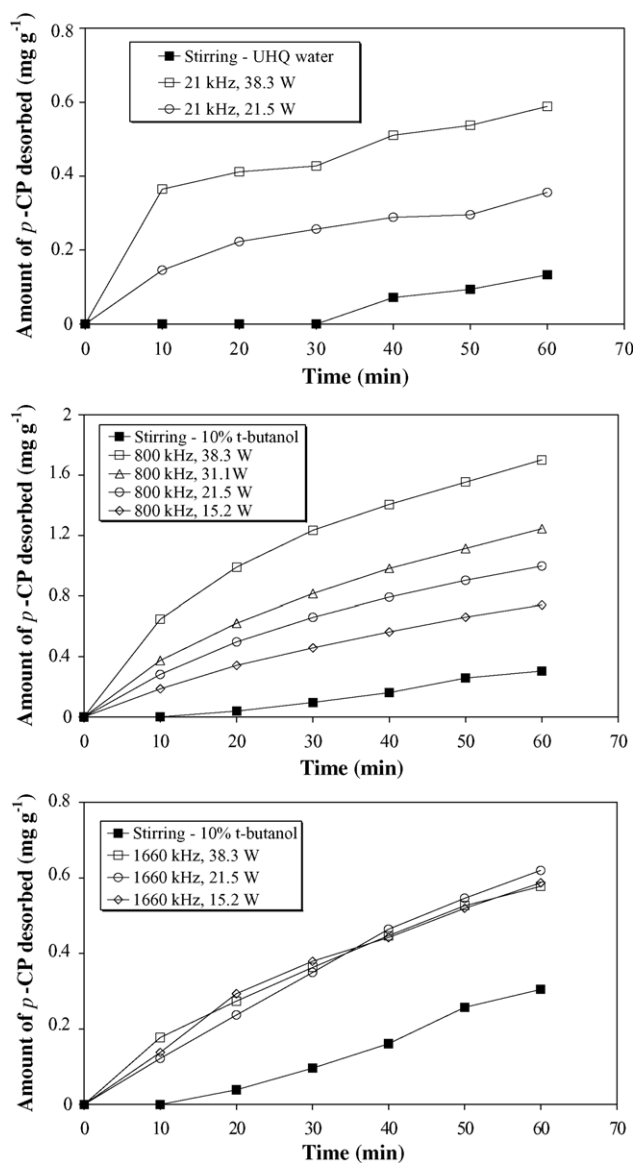 Amount of p-CP desorbed (mg g-1)
0.8
0.6
0.4
0.2
0
Stirring - UHQ water
21 kHz, 38.3 W
21 kHz, 21.5 W
0 10 20 30 40 50 60 70
Time (min)
Amount of p-CP desorbed (mg g-1)
2
1.6
1.2
0.8
0.4
0
Stirring - 10% t-butanol
800 kHz, 38.3 W
800 kHz, 31.1W
800 kHz, 21.5 W
800 kHz, 15.2 W
0 10 20 30 40 50 60 70
Time (min)
Amount of p-CP desorbed (mg g-1)
0.8
0.6
0.4
0.2
0
Stirring - 10% t-butanol
1660 kHz, 38.3 W
1660 kHz, 21.5 W
1660 kHz, 15.2 W
0 10 20 30 40 50 60 70
Time (min)